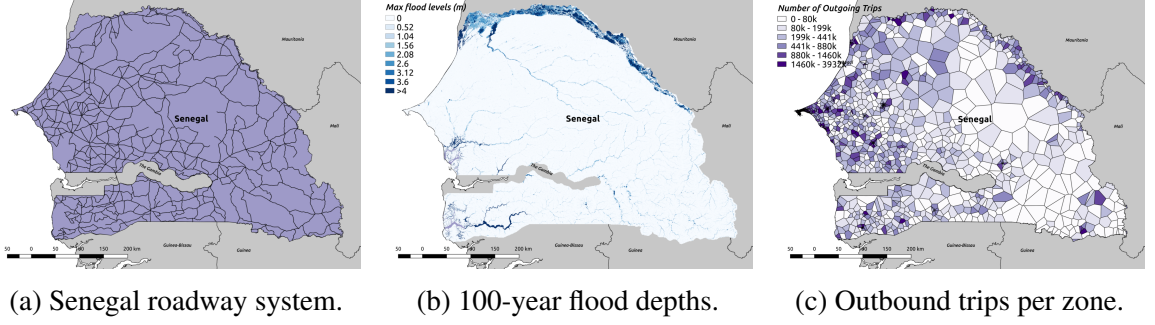 Senegal
Mauritania
Mali
The Gambia
Guinea-Bissau
Guinea
50 0 50 100 150 200 km
(a) Senegal roadway system.
Max flood levels (m)
0
0.52
1.04
1.56
2.08
2.6
3.12
3.6
>4
Senegal
Mauritania
Mali
The Gambia
Guinea-Bissau
Guinea
50 0 50 100 150 200 km
(b) 100-year flood depths.
Number of Outgoing Trips
0 - 80k
80k - 199k
199k - 441k
441k - 880k
880k - 1460k
1460k - 3932k
Senegal
Mauritania
Mali
The Gambia
Guinea-Bissau
Guinea
50 0 50 100 150 200 km
(c) Outbound trips per zone.